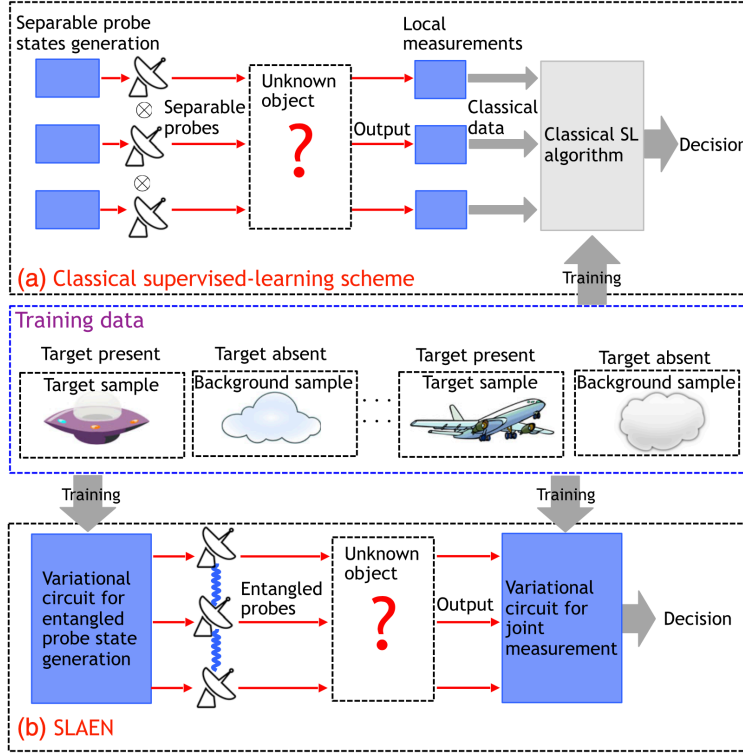 Separable probe
states generation
Local
measurements
Unknown
object
Separable
probes
?
Output
Classical
data
Classical SL
algorithm
Decision
(a) Classical supervised-learning scheme
Training
Training data
Target present
Target absent
Target present
Target absent
Target sample
Background sample
. . .
Target sample
Background sample
Training
Training
Variational
circuit for
entangled
probe state
generation
Entangled
probes
Unknown
object
?
Output
Variational
circuit for
joint
measurement
Decision
(b) SLAEN